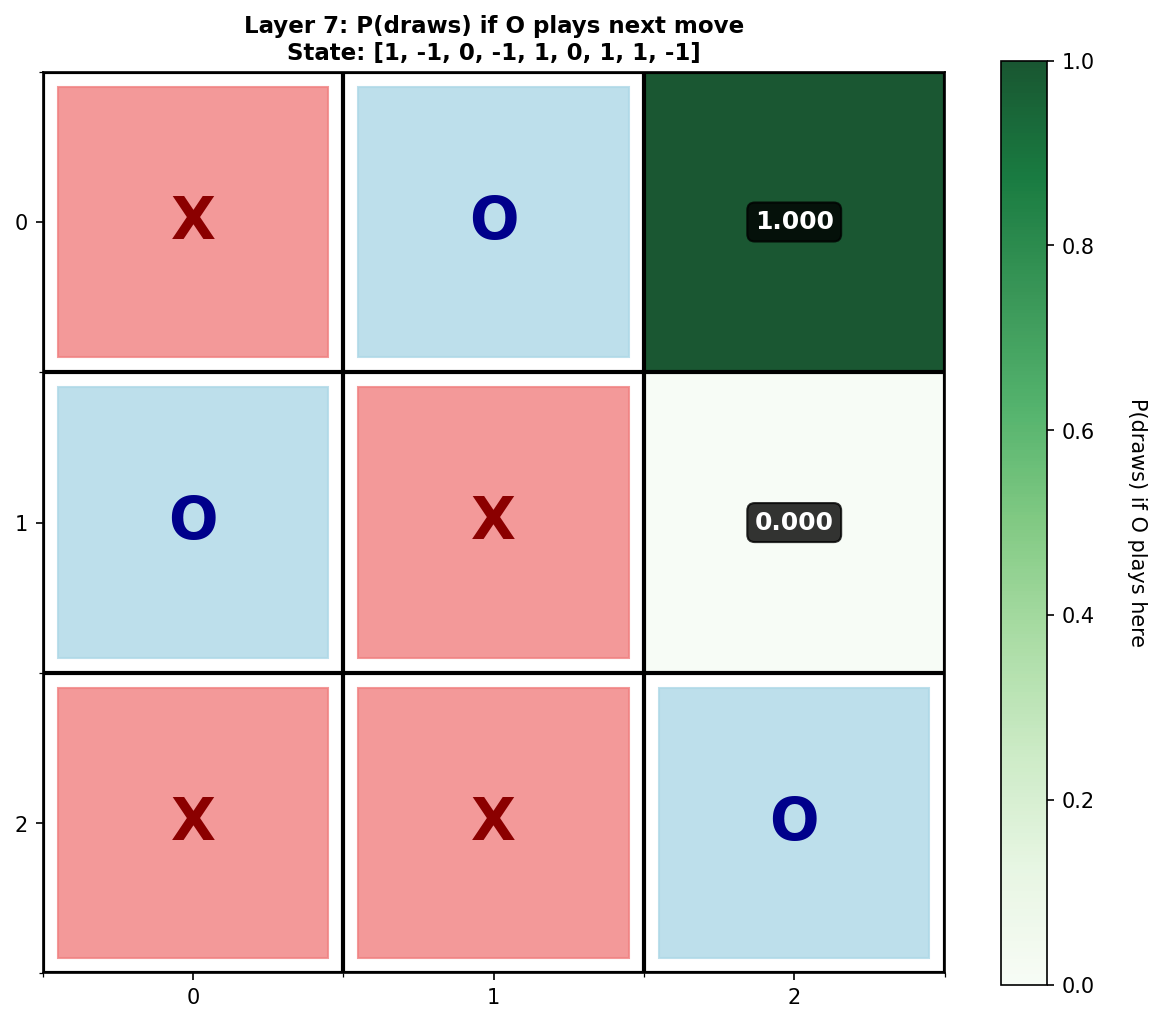 Layer 7: P(draws) if O plays next move
State: [1, -1, 0, -1, 1, 0, 1, 1, -1]
0
X
O
1.000
1
O
X
0.000
2
X
X
O
0
1
2
1.0
0.8
0.6
0.4
0.2
0.0
P(draws) if O plays here